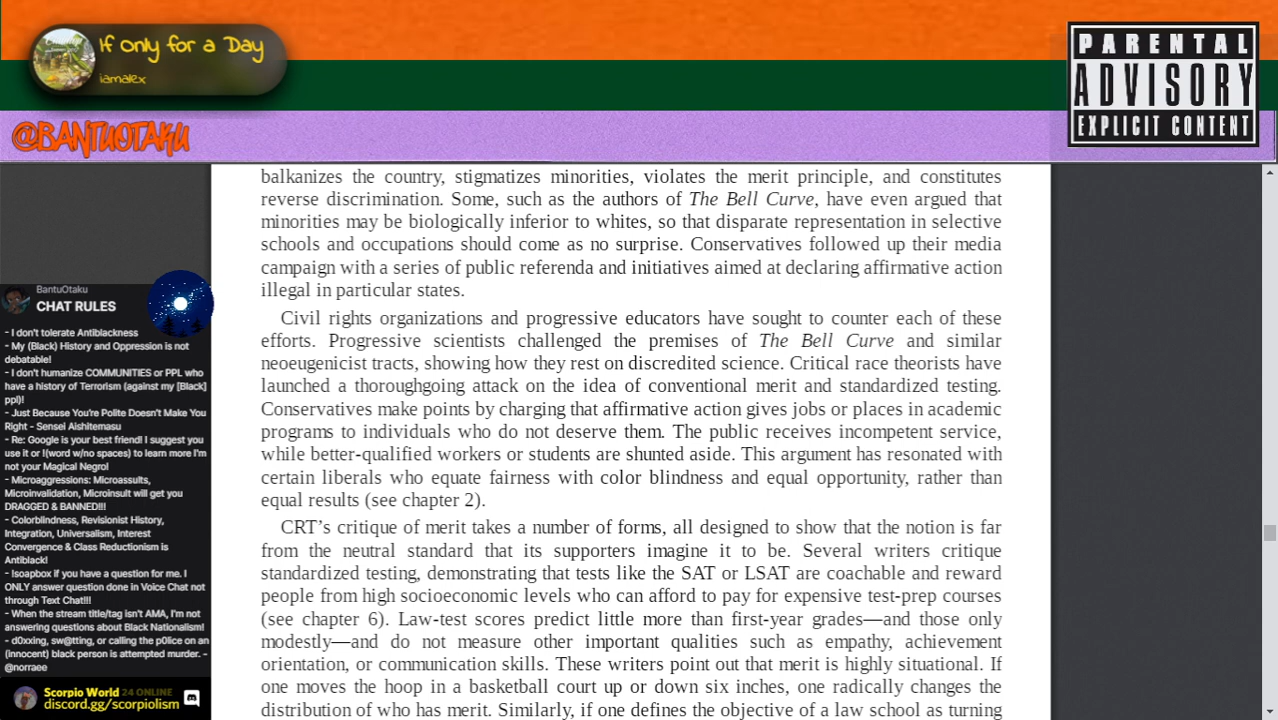 If Only for a Day
iamalex
PARENTAL
ADVISORY
EXPLICIT CONTENT
@BANTUOTAKU
balkanizes the country, stigmatizes minorities, violates the merit principle, and constitutes
reverse discrimination. Some, such as the authors of The Bell Curve, have even argued that
minorities may be biologically inferior to whites, so that disparate representation in selective
schools and occupations should come as no surprise. Conservatives followed up their media
campaign with a series of public referenda and initiatives aimed at declaring affirmative action
illegal in particular states.
Civil rights organizations and progressive educators have sought to counter each of these
efforts. Progressive scientists challenged the premises of The Bell Curve and similar
neoeugenicist tracts, showing how they rest on discredited science. Critical race theorists have
launched a thoroughgoing attack on the idea of conventional merit and standardized testing.
Conservatives make points by charging that affirmative action gives jobs or places in academic
programs to individuals who do not deserve them. The public receives incompetent service,
while better-qualified workers or students are shunted aside. This argument has resonated with
certain liberals who equate fairness with color blindness and equal opportunity, rather than
equal results (see chapter 2).
CRT's critique of merit takes a number of forms, all designed to show that the notion is far
from the neutral standard that its supporters imagine it to be. Several writers critique
standardized testing, demonstrating that tests like the SAT or LSAT are coachable and reward
people from high socioeconomic levels who can afford to pay for expensive test-prep courses
(see chapter 6). Law-test scores predict little more than first-year grades—and those only
modestly—and do not measure other important qualities such as empathy, achievement
orientation, or communication skills. These writers point out that merit is highly situational. If
one moves the hoop in a basketball court up or down six inches, one radically changes the
distribution of who has merit. Similarly, if one defines the objective of a law school as turning
BantuOtaku
CHAT RULES
- I don't tolerate Antiblackness
- My (Black) History and Oppression is not
debatable!
- I don't humanize COMMUNITIES or PPL who
have a history of Terrorism (against my [Black]
ppl)!
- Just Because You're Polite Doesn't Make You
Right - Sensei Aishitemasu
- Re: Google is your best friend! I suggest you
use it or !(word w/no spaces) to learn more I'm
not your Magical Negro!
- Microaggressions: Microassults,
Microinvalidation, Microinsult will get you
DRAGGED & BANNED!!!
- Colorblindness, Revisionist History,
Integration, Universalism, Interest
Convergence & Class Reductionism is
Antiblack!
- !soapbox if you have a question for me. I
ONLY answer question done in Voice Chat not
through Text Chat!!!
- When the stream title/tag isn't AMA, I'm not
answering questions about Black Nationalism!
- d0xxing, sw@tting, or calling the p0lice on an
(innocent) black person is attempted murder. -
@norraee
Scorpio World 24 ONLINE
discord.gg/scorpiolism